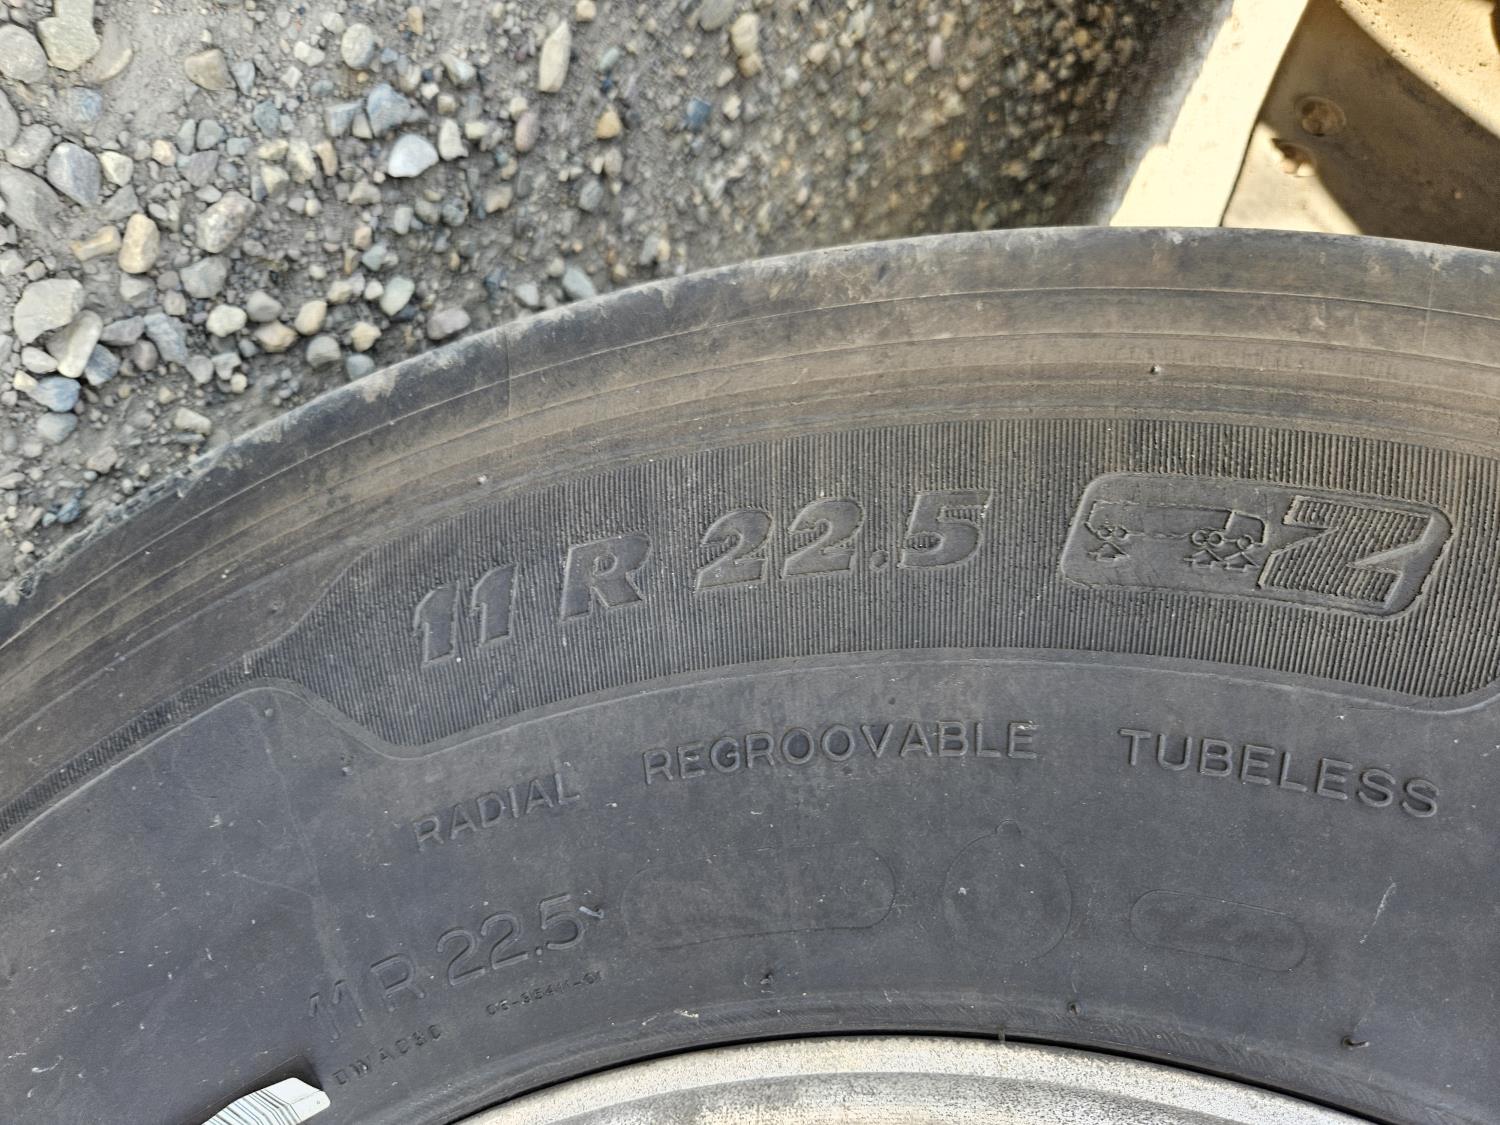 11 R 22.5 Z
RADIAL REGROOVABLE TUBELESS
11 R 22.5